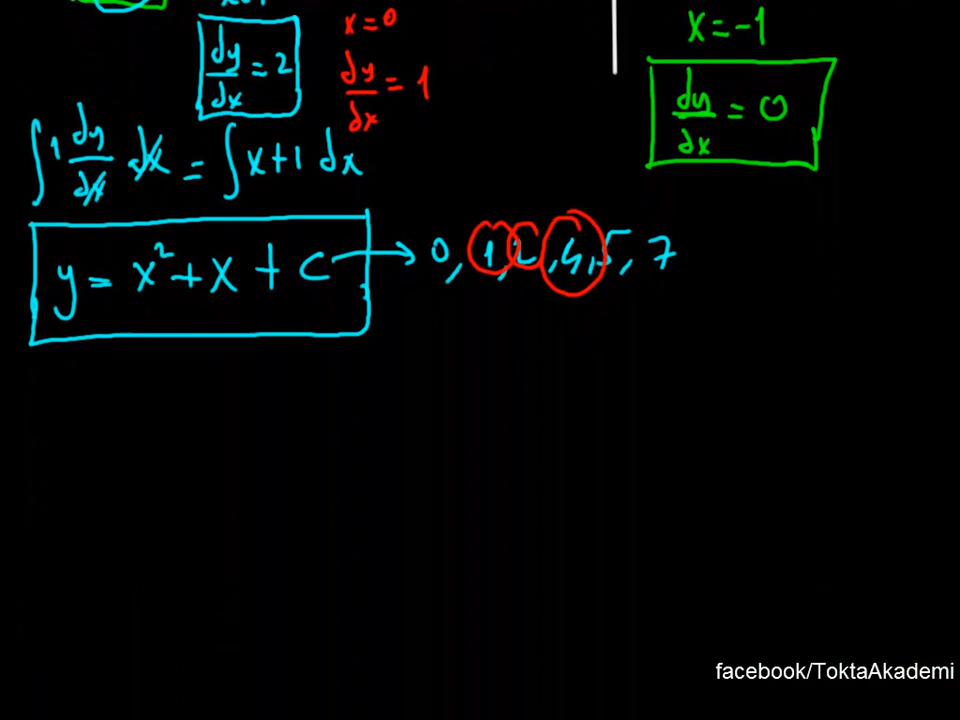 x = 0
x = -1
dy/dx = 2
dy/dx = 1
dy/dx = 0
∫ 1 dy/dx dx = ∫ x+1 dx
y = x² + x + c → 0, 1, 2, 4, 5, 7
facebook/ToktaAkademi